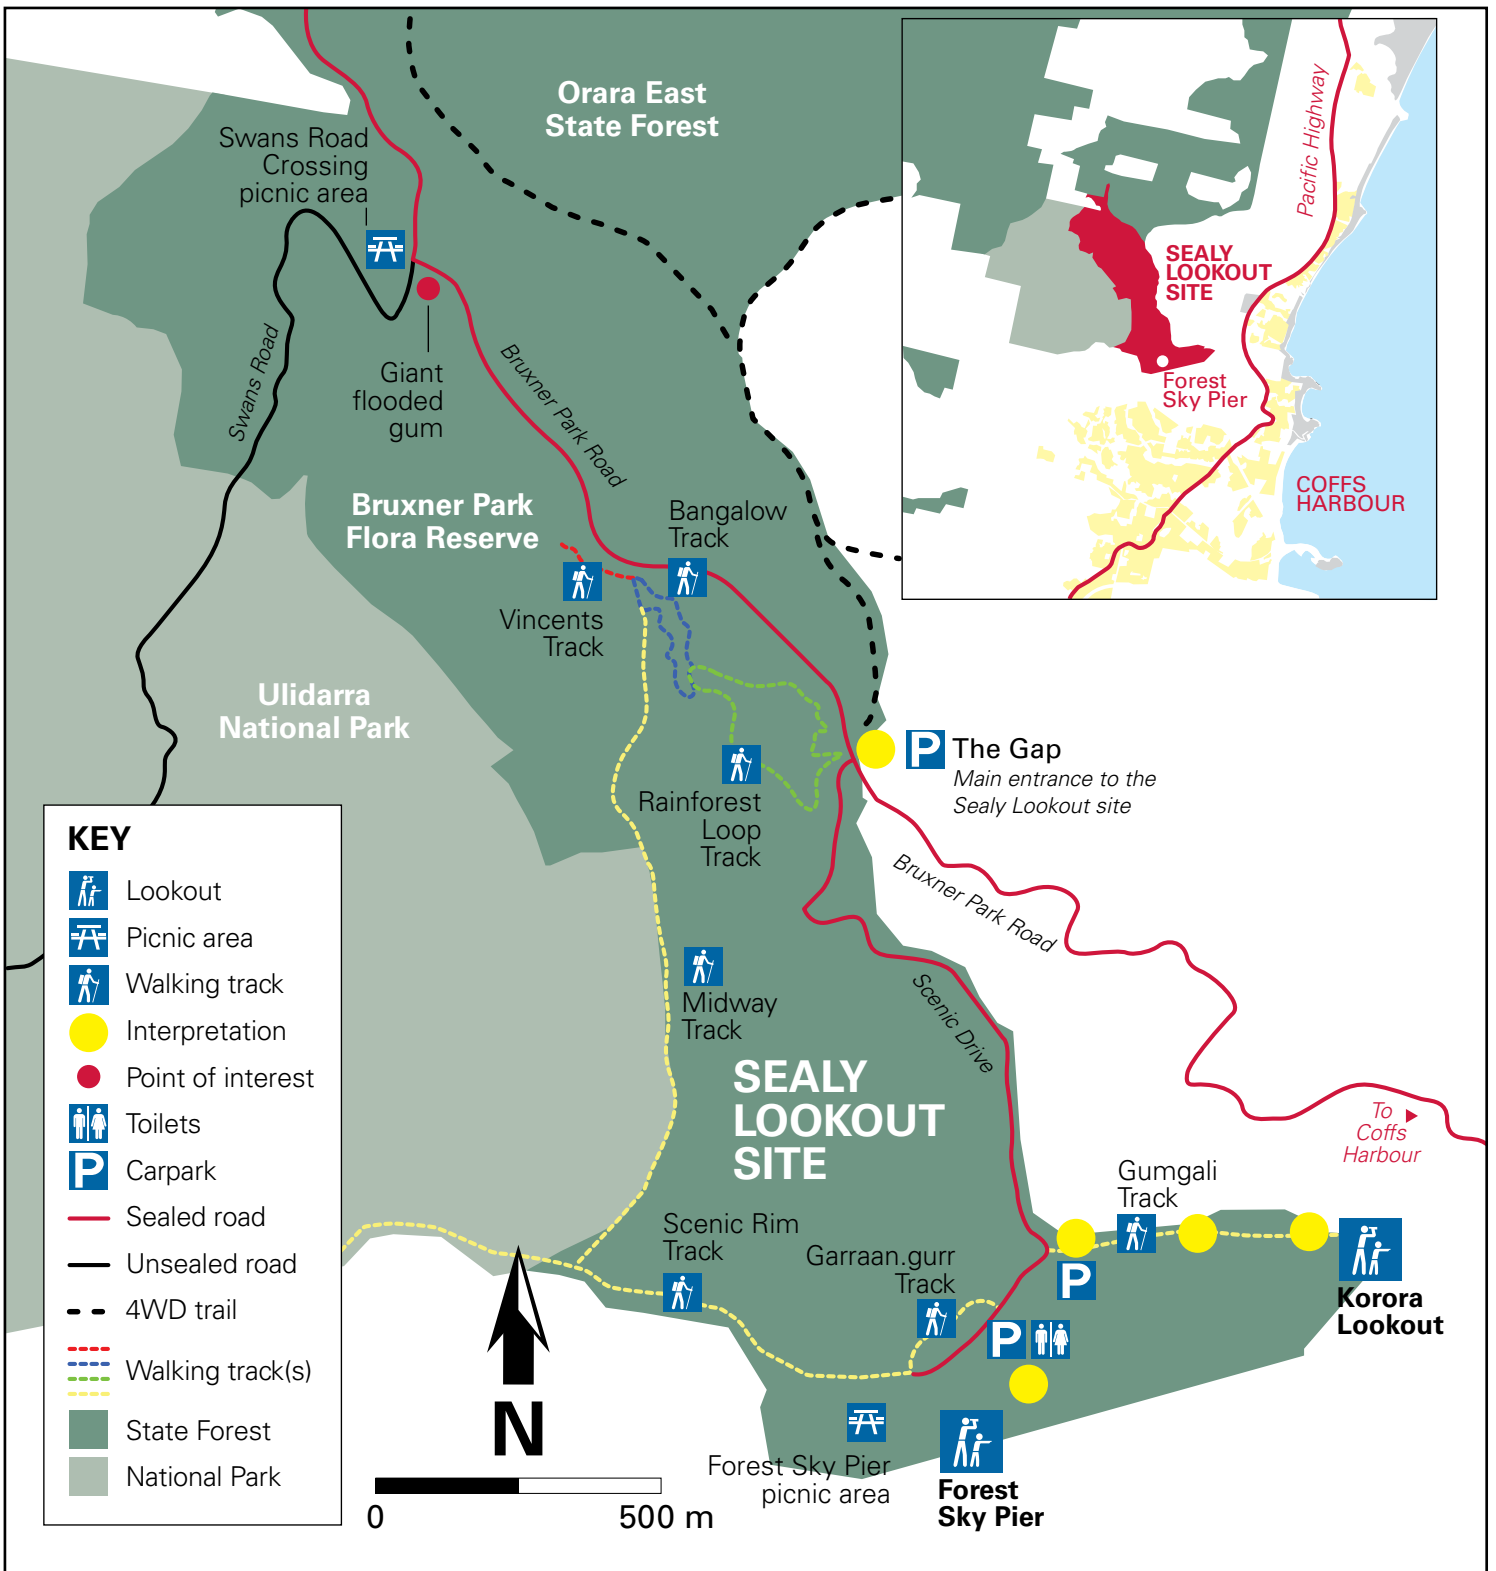 Orara East
State Forest
Swans Road
Crossing
picnic area
Pacific Highway
SEALY
LOOKOUT
SITE
Forest
Sky Pier
COFFS
HARBOUR
Swans Road
Giant
flooded
gum
Bruxner Park Road
Bruxner Park
Flora Reserve
Bangalow
Track
Vincents
Track
Ulidarra
National Park
P
The Gap
Main entrance to the
Sealy Lookout site
Rainforest
Loop
Track
Bruxner Park Road
Midway
Track
Scenic Drive
SEALY
LOOKOUT
SITE
To
Coffs
Harbour
Gumgali
Track
Scenic Rim
Track
Garraan.gurr
Track
P
P
Korora
Lookout
Forest Sky Pier
picnic area
Forest
Sky Pier
KEY
Lookout
Picnic area
Walking track
Interpretation
Point of interest
Toilets
P Carpark
Sealed road
Unsealed road
4WD trail
Walking track(s)
State Forest
National Park
N
0 500 m